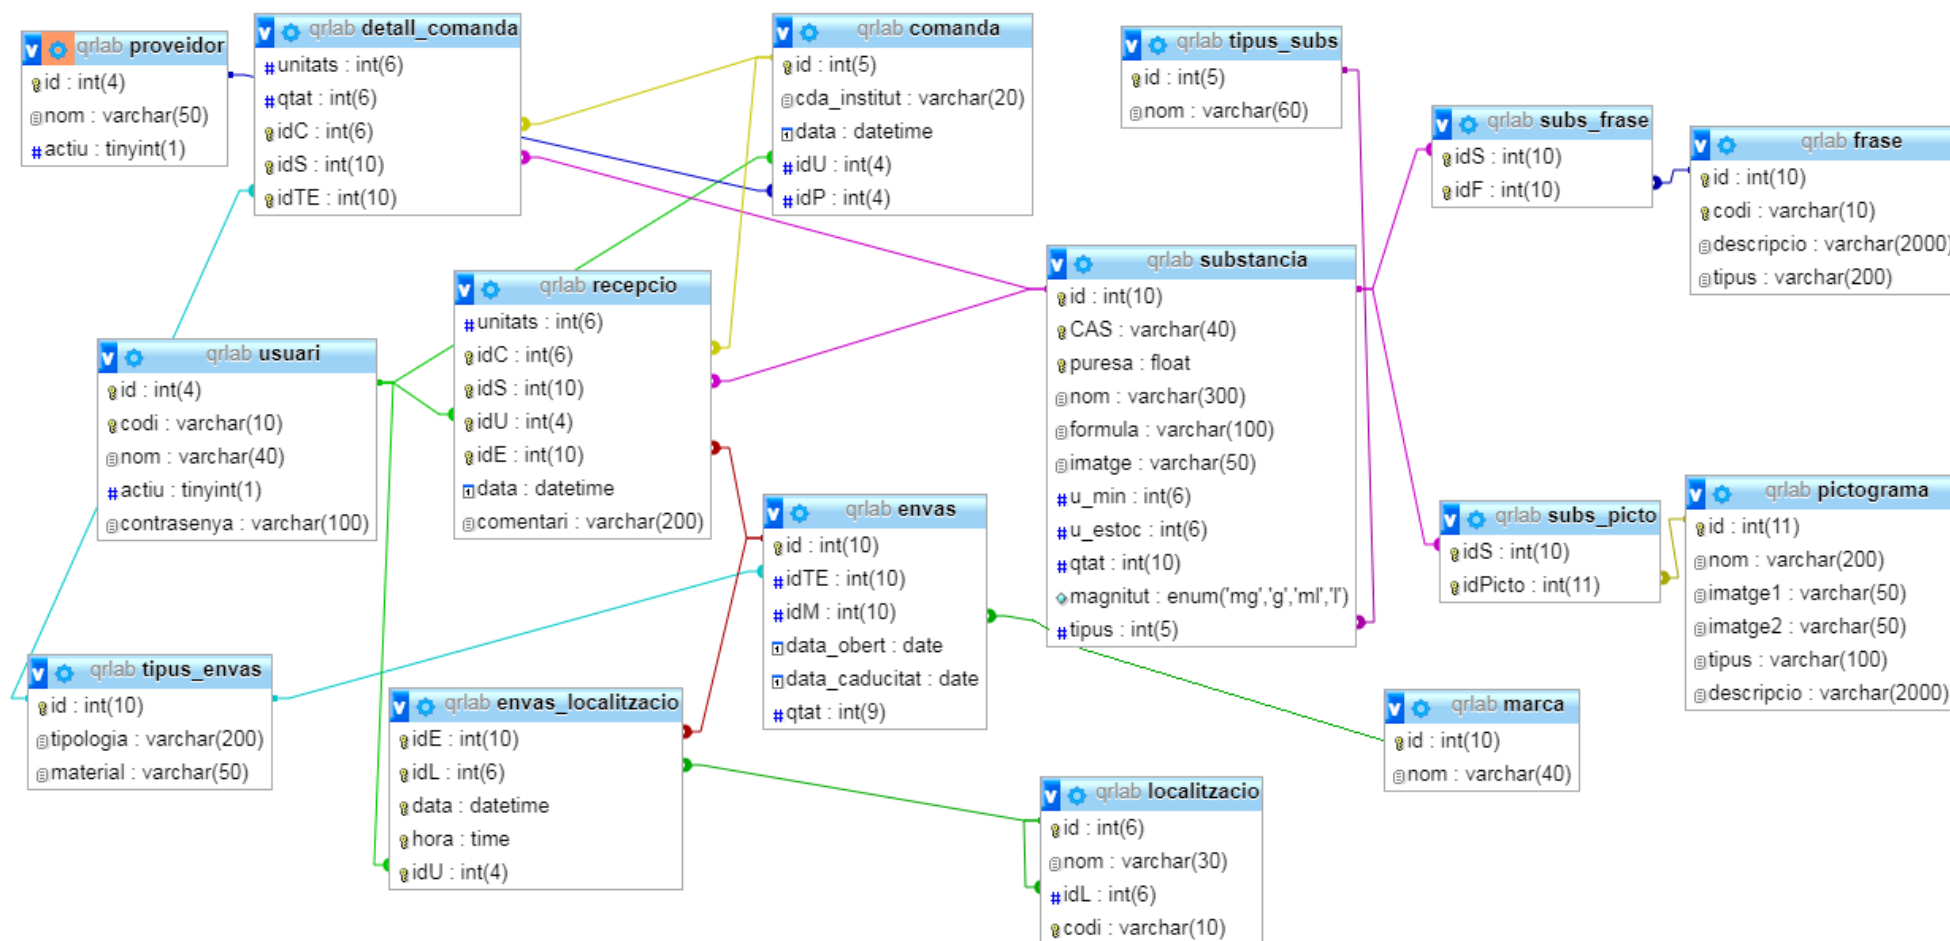 qrlab proveidor
id : int(4)
nom : varchar(50)
actiu : tinyint(1)
qrlab detall_comanda
unitats : int(6)
qtat : int(6)
idC : int(6)
idS : int(10)
idTE : int(10)
qrlab comanda
id : int(5)
cda_institut : varchar(20)
data : datetime
idU : int(4)
idP : int(4)
qrlab tipus_subs
id : int(5)
nom : varchar(60)
qrlab subs_frase
idS : int(10)
idF : int(10)
qrlab frase
id : int(10)
codi : varchar(10)
descripcio : varchar(2000)
tipus : varchar(200)
qrlab recepcio
unitats : int(6)
idC : int(6)
idS : int(10)
idU : int(4)
idE : int(10)
data : datetime
comentari : varchar(200)
qrlab substancia
id : int(10)
CAS : varchar(40)
puresa : float
nom : varchar(300)
formula : varchar(100)
imatge : varchar(50)
u_min : int(6)
u_estoc : int(6)
qtat : int(10)
magnitut : enum('mg','g','ml','l')
tipus : int(5)
qrlab usuari
id : int(4)
codi : varchar(10)
nom : varchar(40)
actiu : tinyint(1)
contrasenya : varchar(100)
qrlab envas
id : int(10)
idTE : int(10)
idM : int(10)
data_obert : date
data_caducitat : date
qtat : int(9)
qrlab subs_picto
idS : int(10)
idPicto : int(11)
qrlab pictograma
id : int(11)
nom : varchar(200)
imatge1 : varchar(50)
imatge2 : varchar(50)
tipus : varchar(100)
descripcio : varchar(2000)
qrlab tipus_envas
id : int(10)
tipologia : varchar(200)
material : varchar(50)
qrlab envas_localitzacio
idE : int(10)
idL : int(6)
data : datetime
hora : time
idU : int(4)
qrlab marca
id : int(10)
nom : varchar(40)
qrlab localitzacio
id : int(6)
nom : varchar(30)
idL : int(6)
codi : varchar(10)